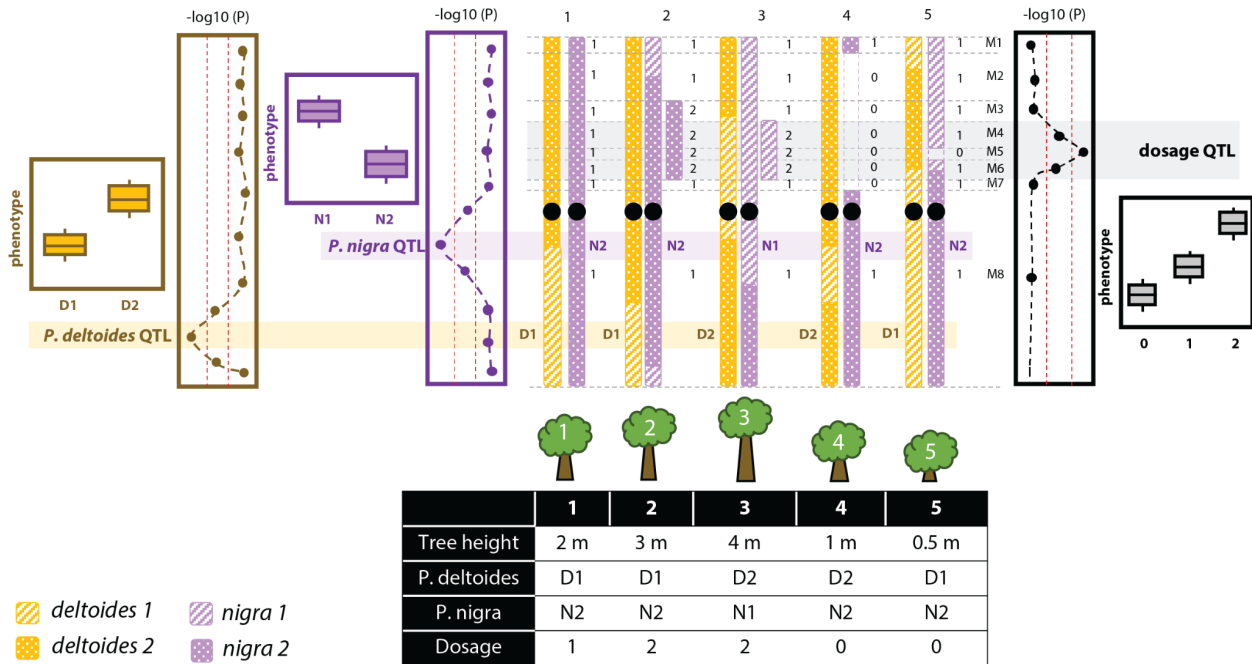 -log10 (P)
-log10 (P)
1 2 3 4 5
-log10 (P)
1 1 1 1 1 M1
1 1 1 0 1 M2
1 2 1 0 1 M3
1 2 2 0 1 M4
1 2 2 0 0 M5
1 2 2 0 1 M6
1 1 1 0 1 M7
dosage QTL
phenotype
N1 N2
phenotype
D1 D2
P. nigra QTL
N2 N2 N1 N2 N2
1 1 1 1 1 M8
phenotype
0 1 2
P. deltoides QTL
D1 D1 D2 D2 D1
1 2 3 4 5
1 2 3 4 5
Tree height 2 m 3 m 4 m 1 m 0.5 m
P. deltoides D1 D1 D2 D2 D1
P. nigra N2 N2 N1 N2 N2
Dosage 1 2 2 0 0
deltoides 1 nigra 1
deltoides 2 nigra 2